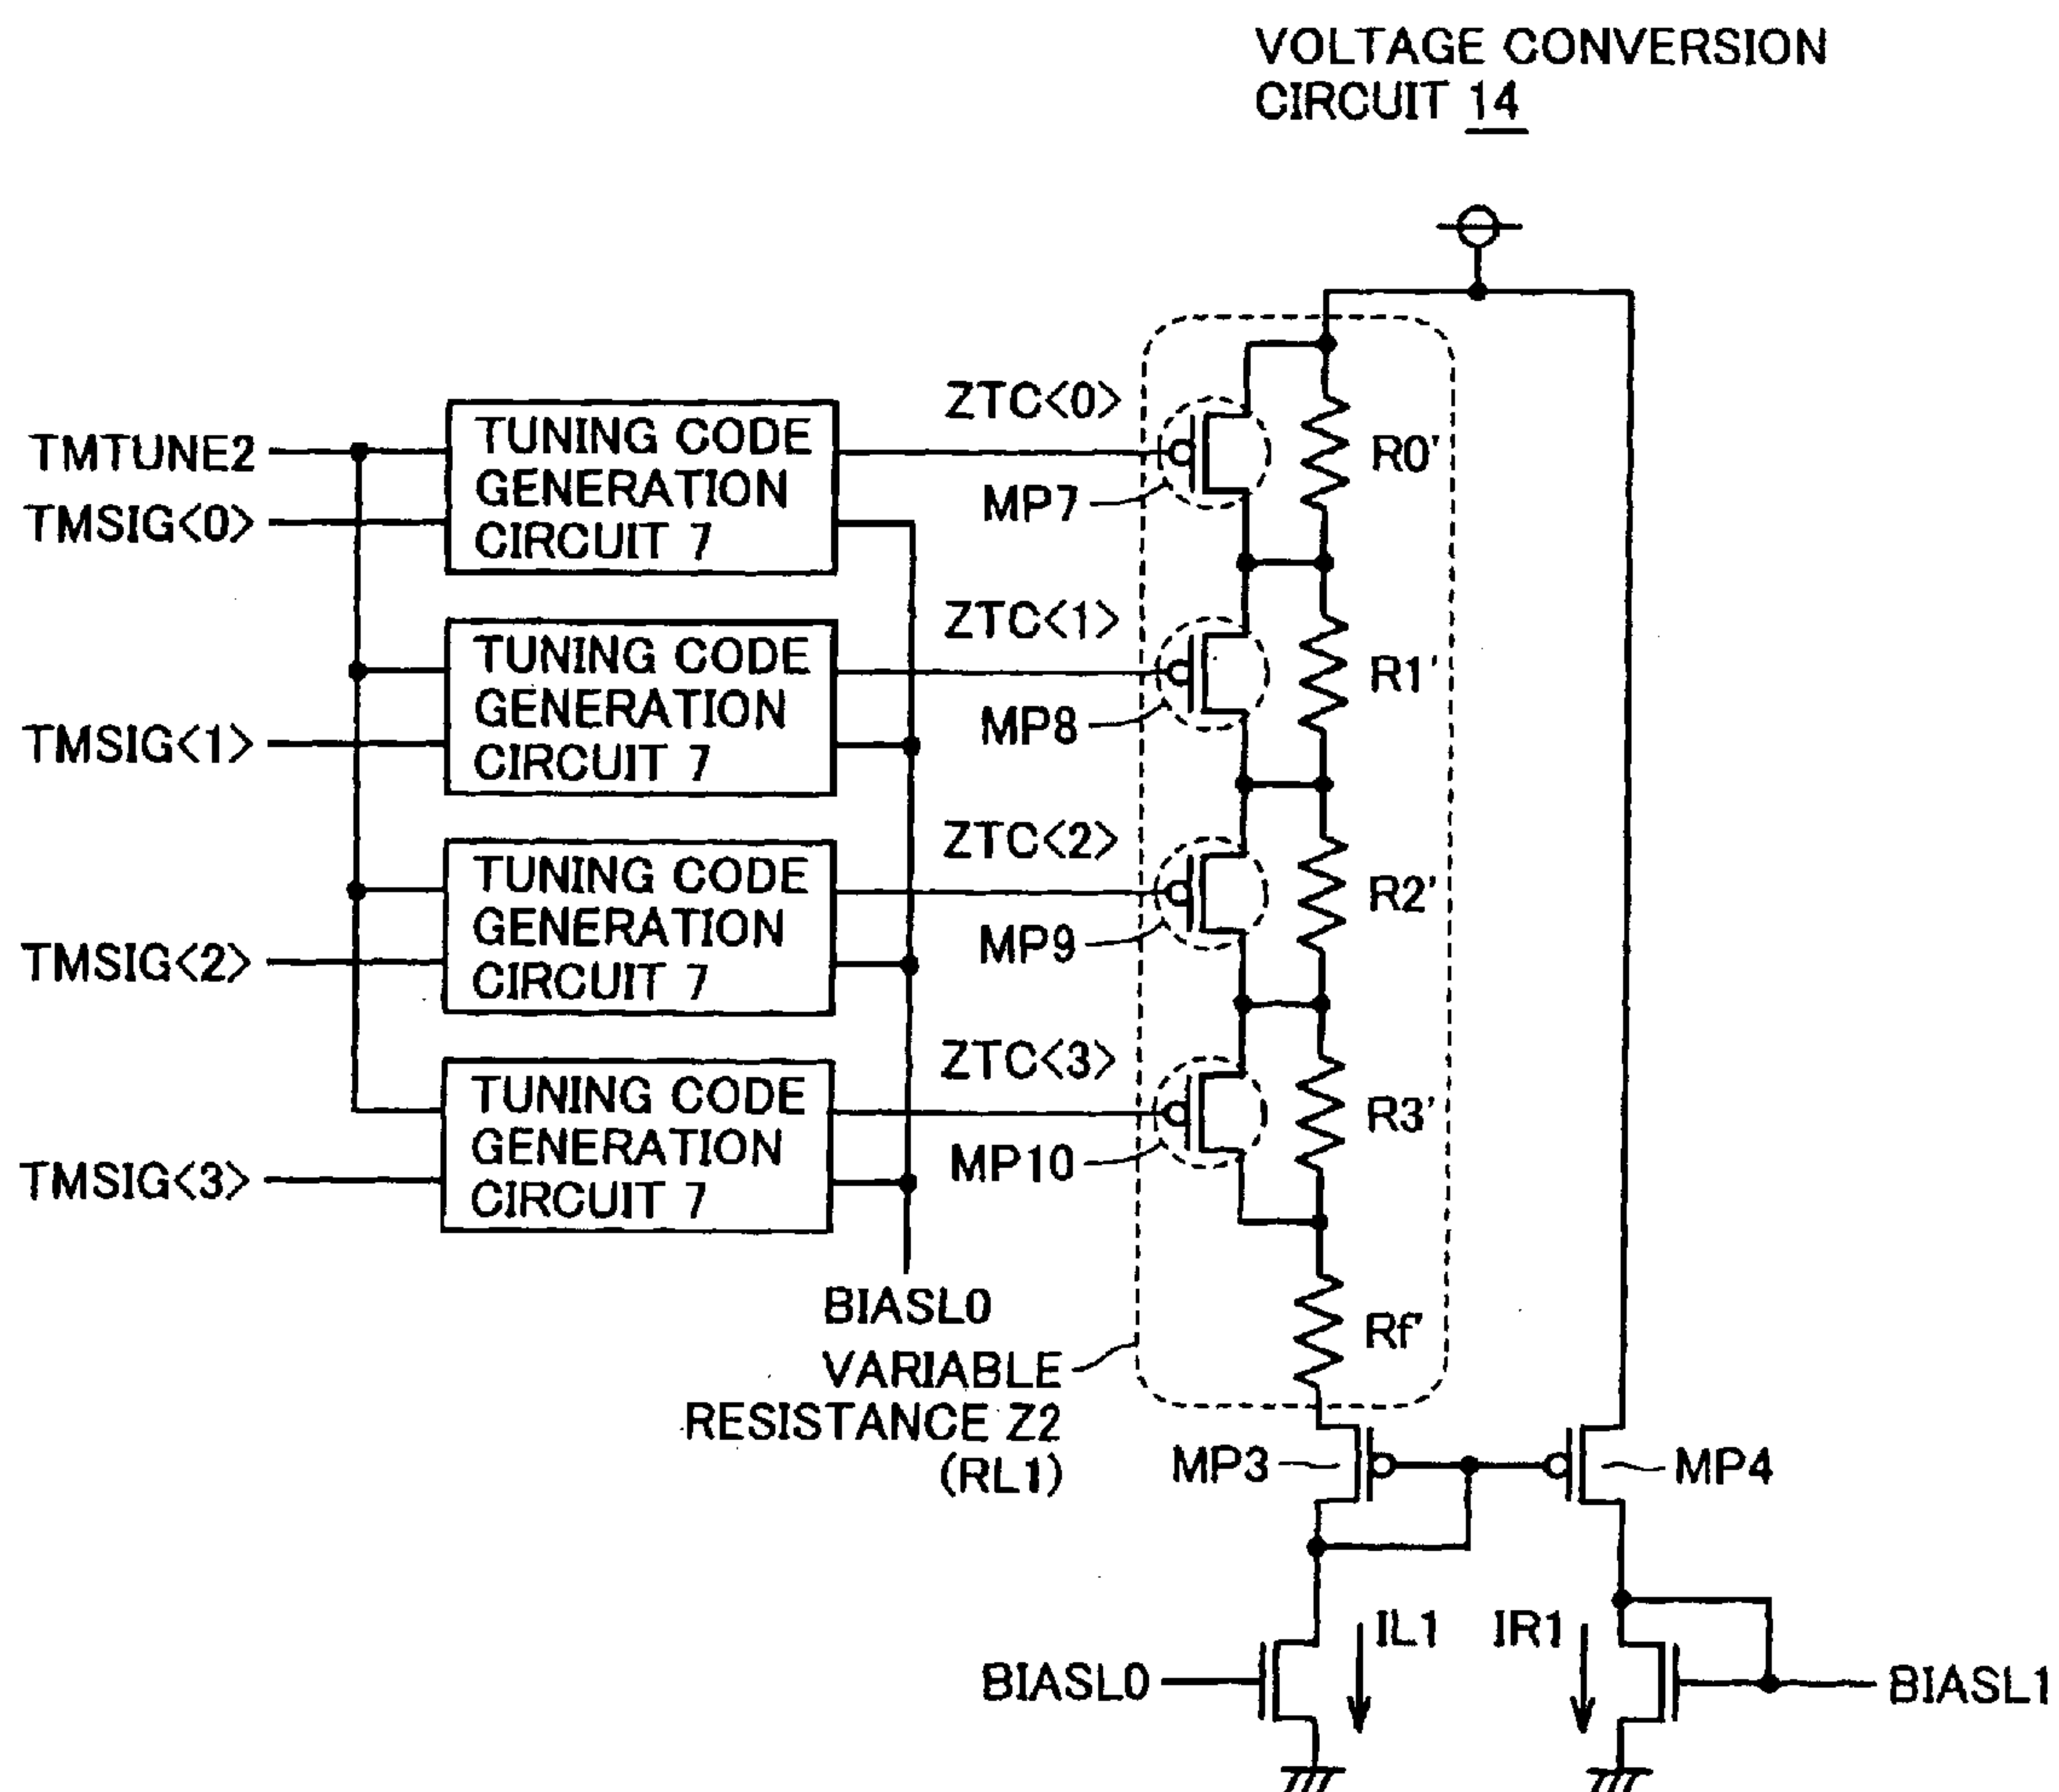 VOLTAGE CONVERSION
CIRCUIT 14
TMTUNE2
TMSIG<0>
TUNING CODE
GENERATION
CIRCUIT 7
ZTC<0>
MP7
R0'
TMSIG<1>
TUNING CODE
GENERATION
CIRCUIT 7
ZTC<1>
MP8
R1'
TMSIG<2>
TUNING CODE
GENERATION
CIRCUIT 7
ZTC<2>
MP9
R2'
TMSIG<3>
TUNING CODE
GENERATION
CIRCUIT 7
ZTC<3>
MP10
R3'
BIASL0
Rf'
VARIABLE
RESISTANCE Z2
(RL1)
MP3
MP4
IL1
IR1
BIASL0
BIASL1